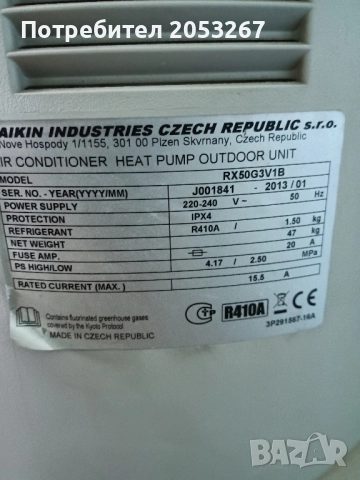 Потребител 2053267
AIKIN INDUSTRIES CZECH REPUBLIC s.r.o.
Nove Hospody 1/1155, 301 00 Plzen Skvrnany, Czech Republic
IR CONDITIONER HEAT PUMP OUTDOOR UNIT
MODEL RX50G3V1B
SER. NO. - YEAR(YYYY/MM) J001841 - 2013 / 01
POWER SUPPLY 220-240 V~ 50 Hz
PROTECTION IPX4
REFRIGERANT R410A / 1.50 kg
NET WEIGHT 47 kg
FUSE AMP. 20 A
PS HIGH/LOW 4.17 / 2.50 MPa
RATED CURRENT (MAX. ) 15.5 A
Contains fluorinated greenhouse gases
covered by the Kyoto Protocol
MADE IN CZECH REPUBLIC
R410A CE
3P291567-16A
BAZAR